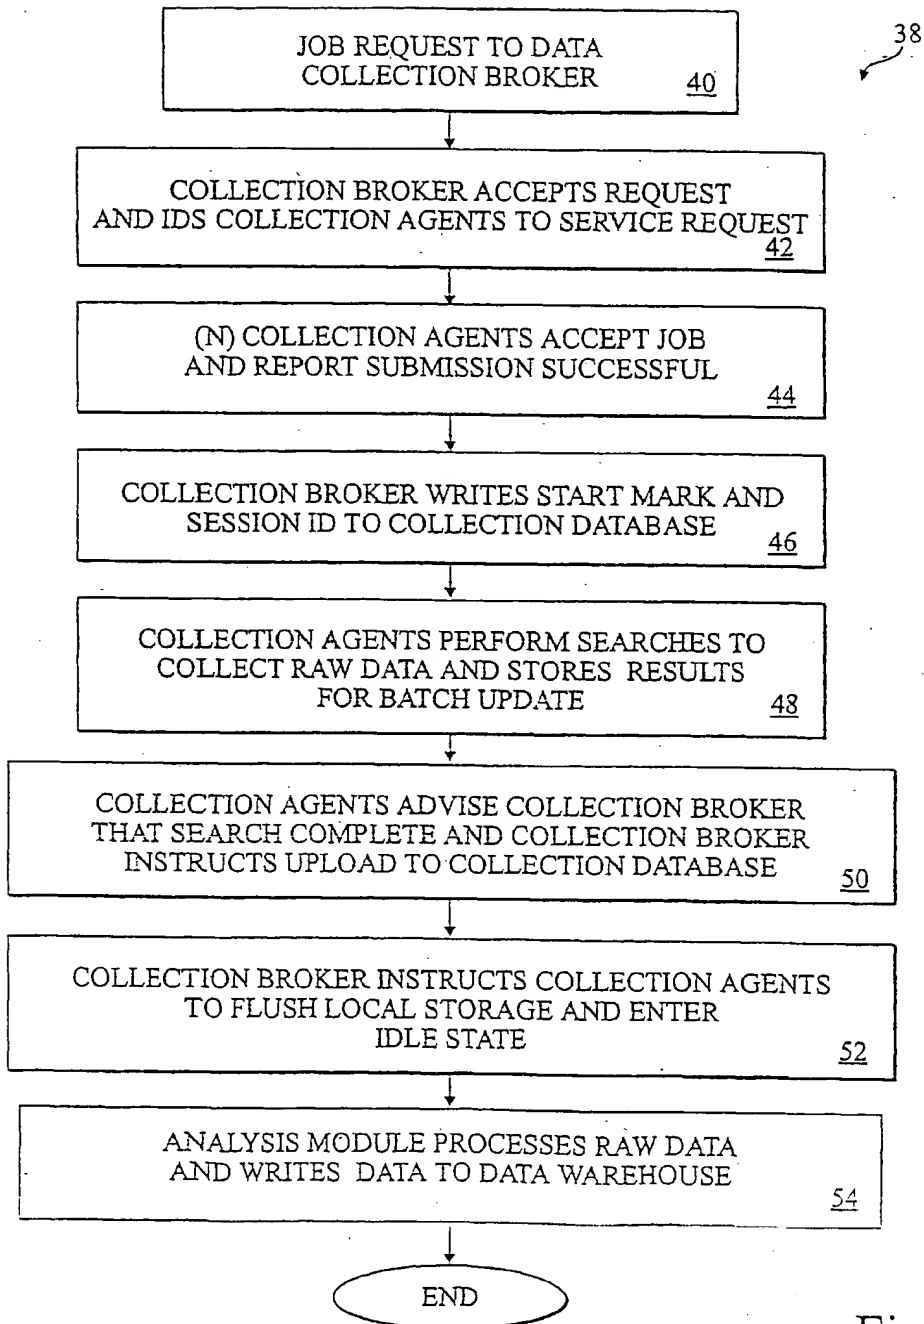 38
JOB REQUEST TO DATA
COLLECTION BROKER
40
COLLECTION BROKER ACCEPTS REQUEST
AND IDS COLLECTION AGENTS TO SERVICE REQUEST
42
(N) COLLECTION AGENTS ACCEPT JOB
AND REPORT SUBMISSION SUCCESSFUL
44
COLLECTION BROKER WRITES START MARK AND
SESSION ID TO COLLECTION DATABASE
46
COLLECTION AGENTS PERFORM SEARCHES TO
COLLECT RAW DATA AND STORES RESULTS
FOR BATCH UPDATE
48
COLLECTION AGENTS ADVISE COLLECTION BROKER
THAT SEARCH COMPLETE AND COLLECTION BROKER
INSTRUCTS UPLOAD TO COLLECTION DATABASE
50
COLLECTION BROKER INSTRUCTS COLLECTION AGENTS
TO FLUSH LOCAL STORAGE AND ENTER
IDLE STATE
52
ANALYSIS MODULE PROCESSES RAW DATA
AND WRITES DATA TO DATA WAREHOUSE
54
END